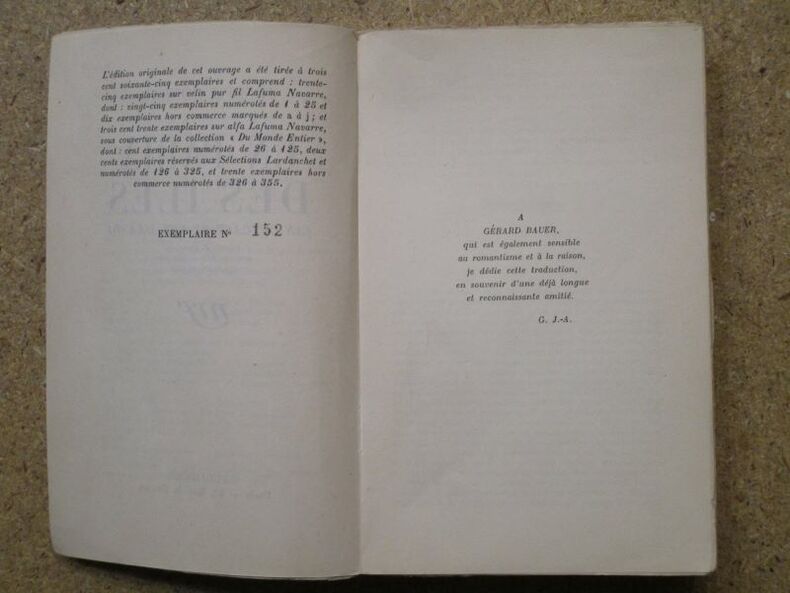 L'édition originale de cet ouvrage a été tirée à trois
cent soixante-cinq exemplaires et comprend : trente-
cinq exemplaires sur velin pur fil Lafuma Navarre,
dont : vingt-cinq exemplaires numérotés de 1 à 25 et
dix exemplaires hors commerce marqués de a à j ; et
trois cent trente exemplaires sur alfa Lafuma Navarre,
sous couverture de la collection « Du Monde Entier »,
dont : cent exemplaires numérotés de 26 à 125, deux
cents exemplaires réservés aux Sélections Lardanchet et
numérotés de 126 à 325, et trente exemplaires hors
commerce numérotés de 326 à 355.
EXEMPLAIRE N° 152
A
GÉRARD BAUER,
qui est également sensible
au romantisme et à la raison,
je dédie cette traduction,
en souvenir d'une déjà longue
et reconnaissante amitié.
G. J.-A.